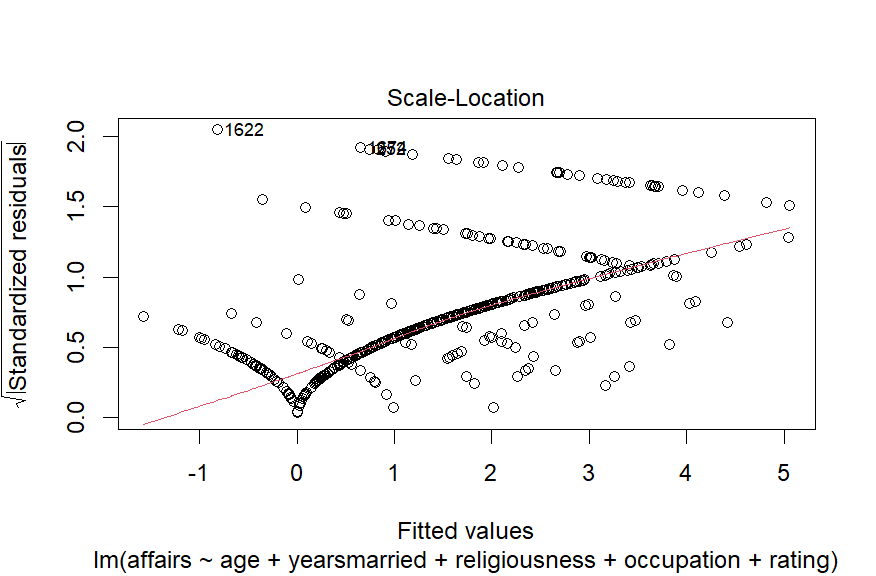 Scale-Location
√|Standardized residuals|
2.0
1.5
1.0
0.5
0.0
1622
-1 0 1 2 3 4 5
Fitted values
lm(affairs ~ age + yearsmarried + religiousness + occupation + rating)